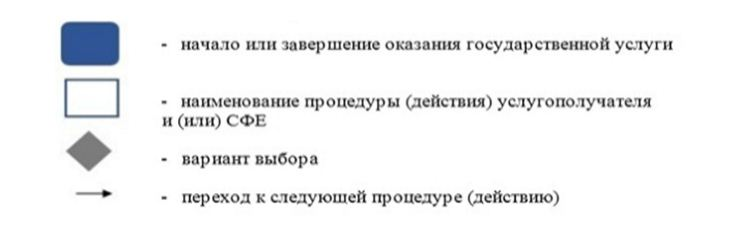 - начало или завершение оказания государственной услуги
- наименование процедуры (действия) услугополучателя
и (или) СФЕ
- вариант выбора
- переход к следующей процедуре (действию)